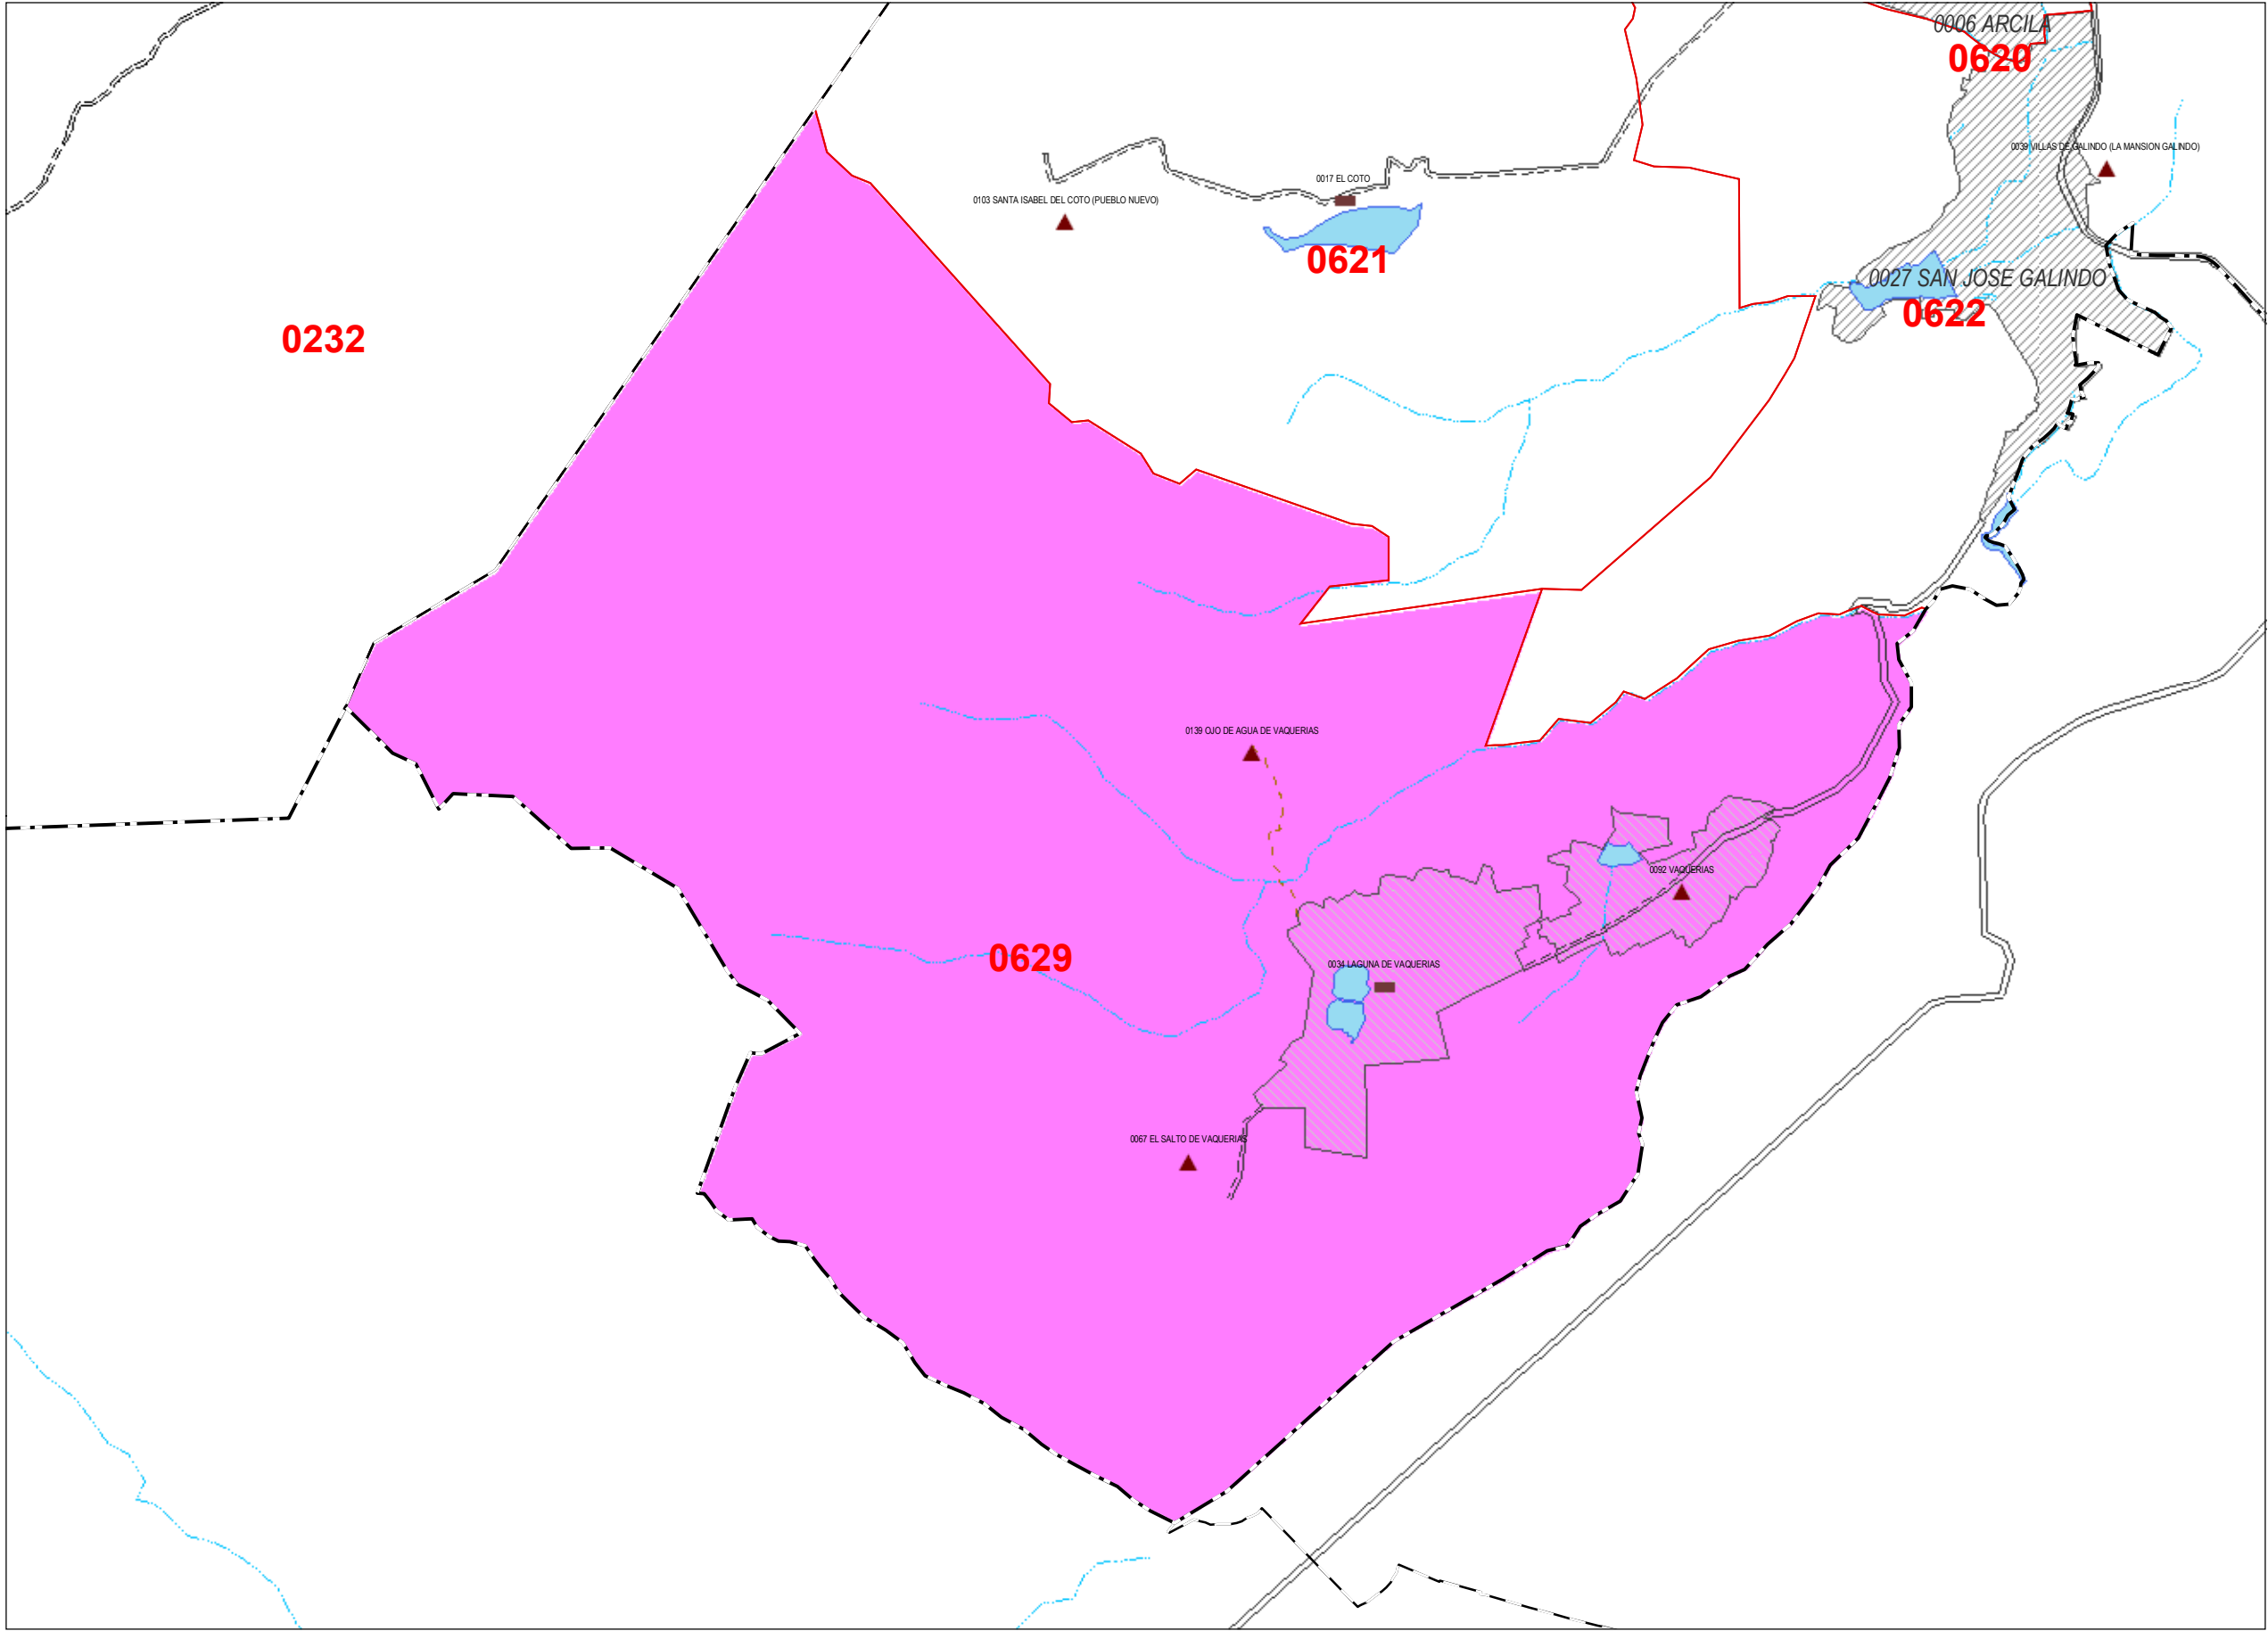 0006 ARCILA
0620
0039 VILLAS DE GALINDO (LA MANSION GALINDO)
0017 EL COTO
0103 SANTA ISABEL DEL COTO (PUEBLO NUEVO)
0621
0027 SAN JOSE GALINDO
0622
0232
0139 OJO DE AGUA DE VAQUERIAS
0092 VAQUERIAS
0629
0034 LAGUNA DE VAQUERIAS
0067 EL SALTO DE VAQUERIAS